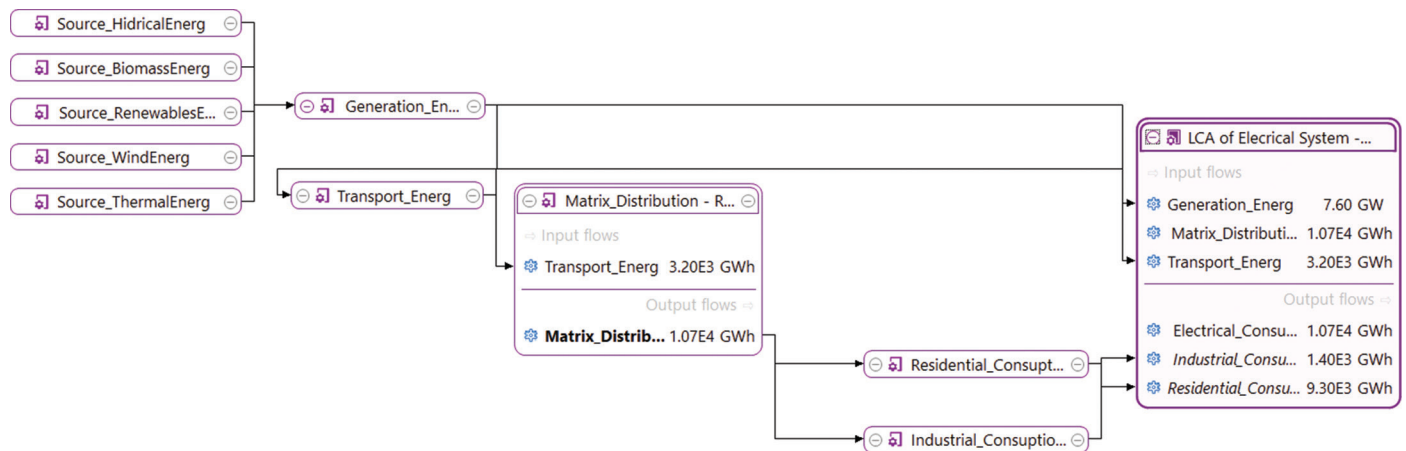 Source_HidricalEnerg
Source_BiomassEnerg
Source_RenewablesE...
Source_WindEnerg
Source_ThermalEnerg
Generation_En...
Transport_Energ
Matrix_Distribution - R...
Input flows
Transport_Energ 3.20E3 GWh
Output flows
Matrix_Distrib... 1.07E4 GWh
Residential_Consupt...
Industrial_Consuptio...
LCA of Elecrical System -...
Input flows
Generation_Energ 7.60 GW
Matrix_Distributi... 1.07E4 GWh
Transport_Energ 3.20E3 GWh
Output flows
Electrical_Consu... 1.07E4 GWh
Industrial_Consu... 1.40E3 GWh
Residential_Consu... 9.30E3 GWh